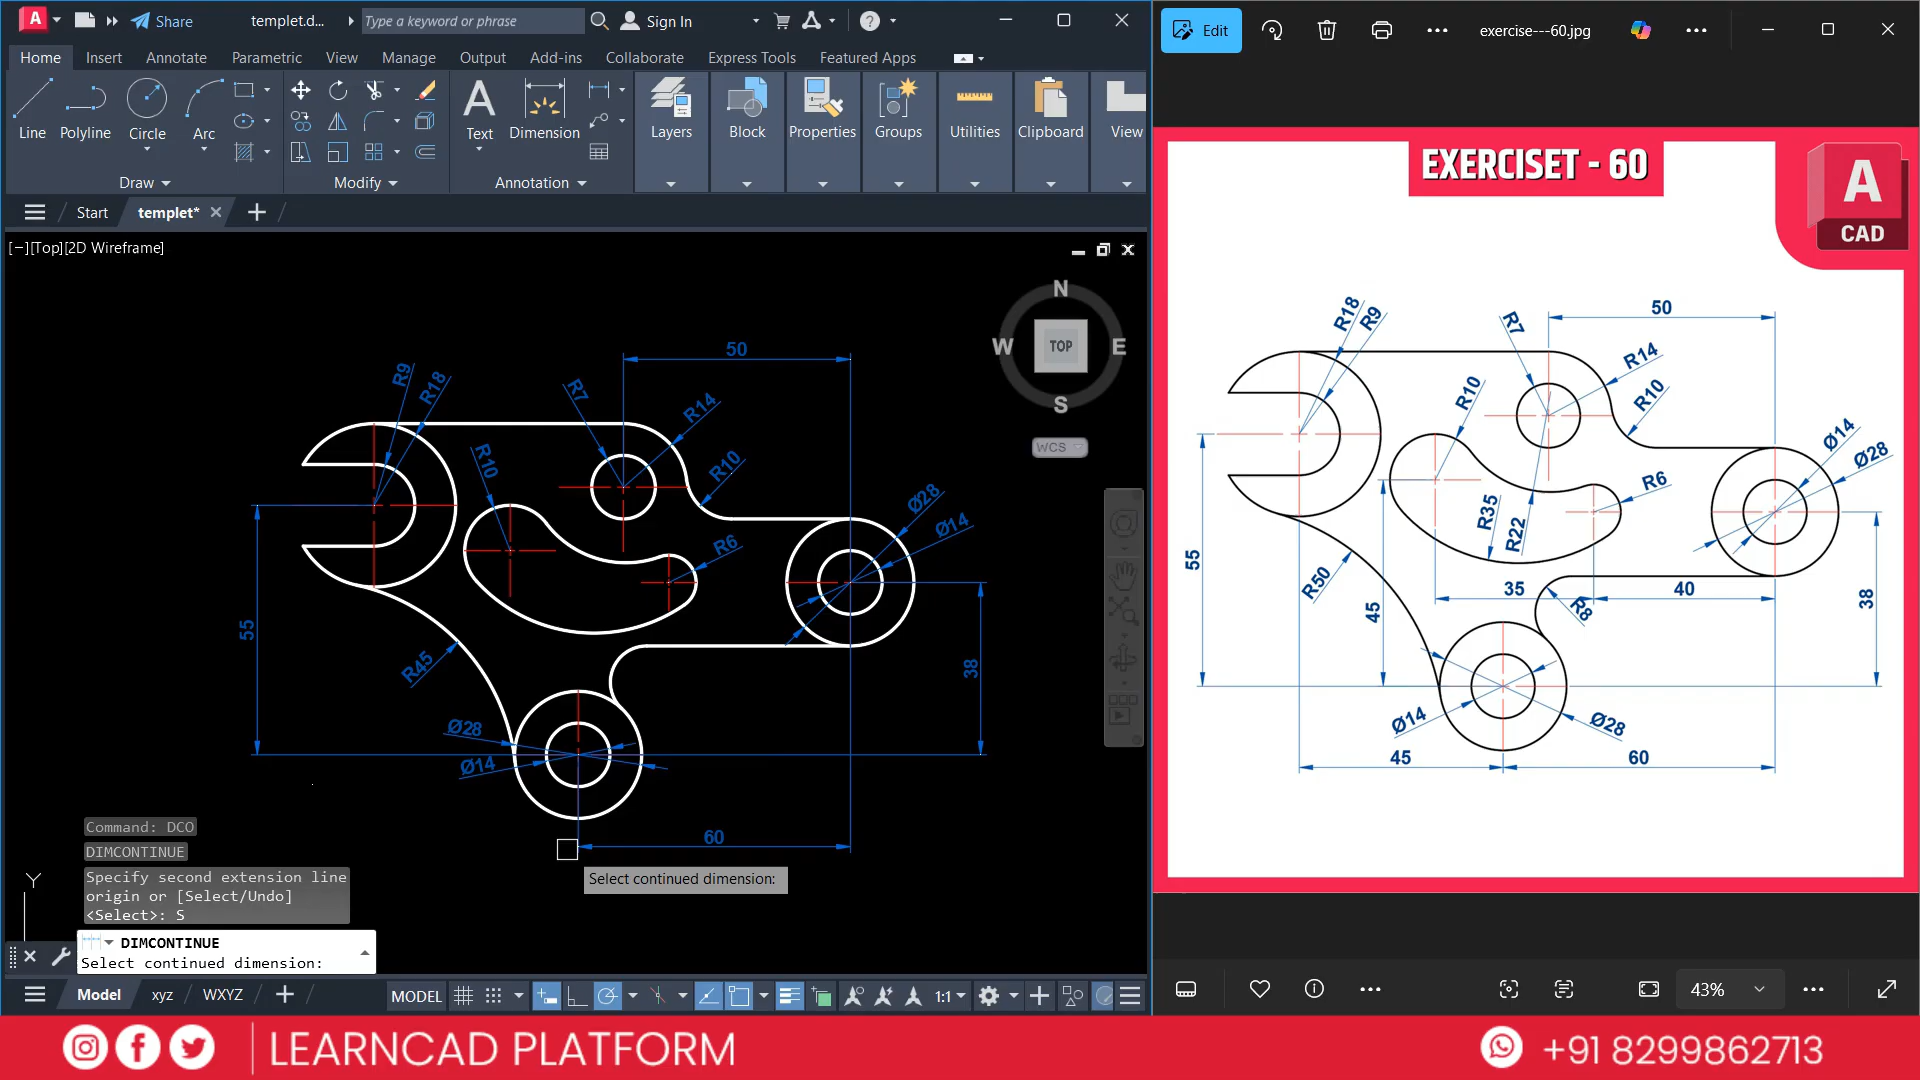 A Share templet.d... Type a keyword or phrase Sign In
Home Insert Annotate Parametric View Manage Output Add-ins Collaborate Express Tools Featured Apps
Line Polyline Circle Arc Text Dimension Layers Block Properties Groups Utilities Clipboard View
Draw Modify Annotation
Start templet*
[−][Top][2D Wireframe]
N
W TOP E
S
WCS
50
R9
R18
R7
R14
R10
R10
Ø28
Ø14
R6
55
R45
38
Ø28
Ø14
60
Command: DCO
DIMCONTINUE
Specify second extension line
origin or [Select/Undo]
<Select>: S
Select continued dimension:
Y
DIMCONTINUE
Select continued dimension:
Model xyz WXYZ MODEL 1:1
Edit exercise---60.jpg
EXERCISET - 60
A
CAD
50
R18
R9
R7
R14
R10
R10
Ø14
Ø28
R6
R35
R22
55
R50
45
35
40
R8
38
Ø14
Ø28
45
60
43%
LEARNCAD PLATFORM
+91 8299862713